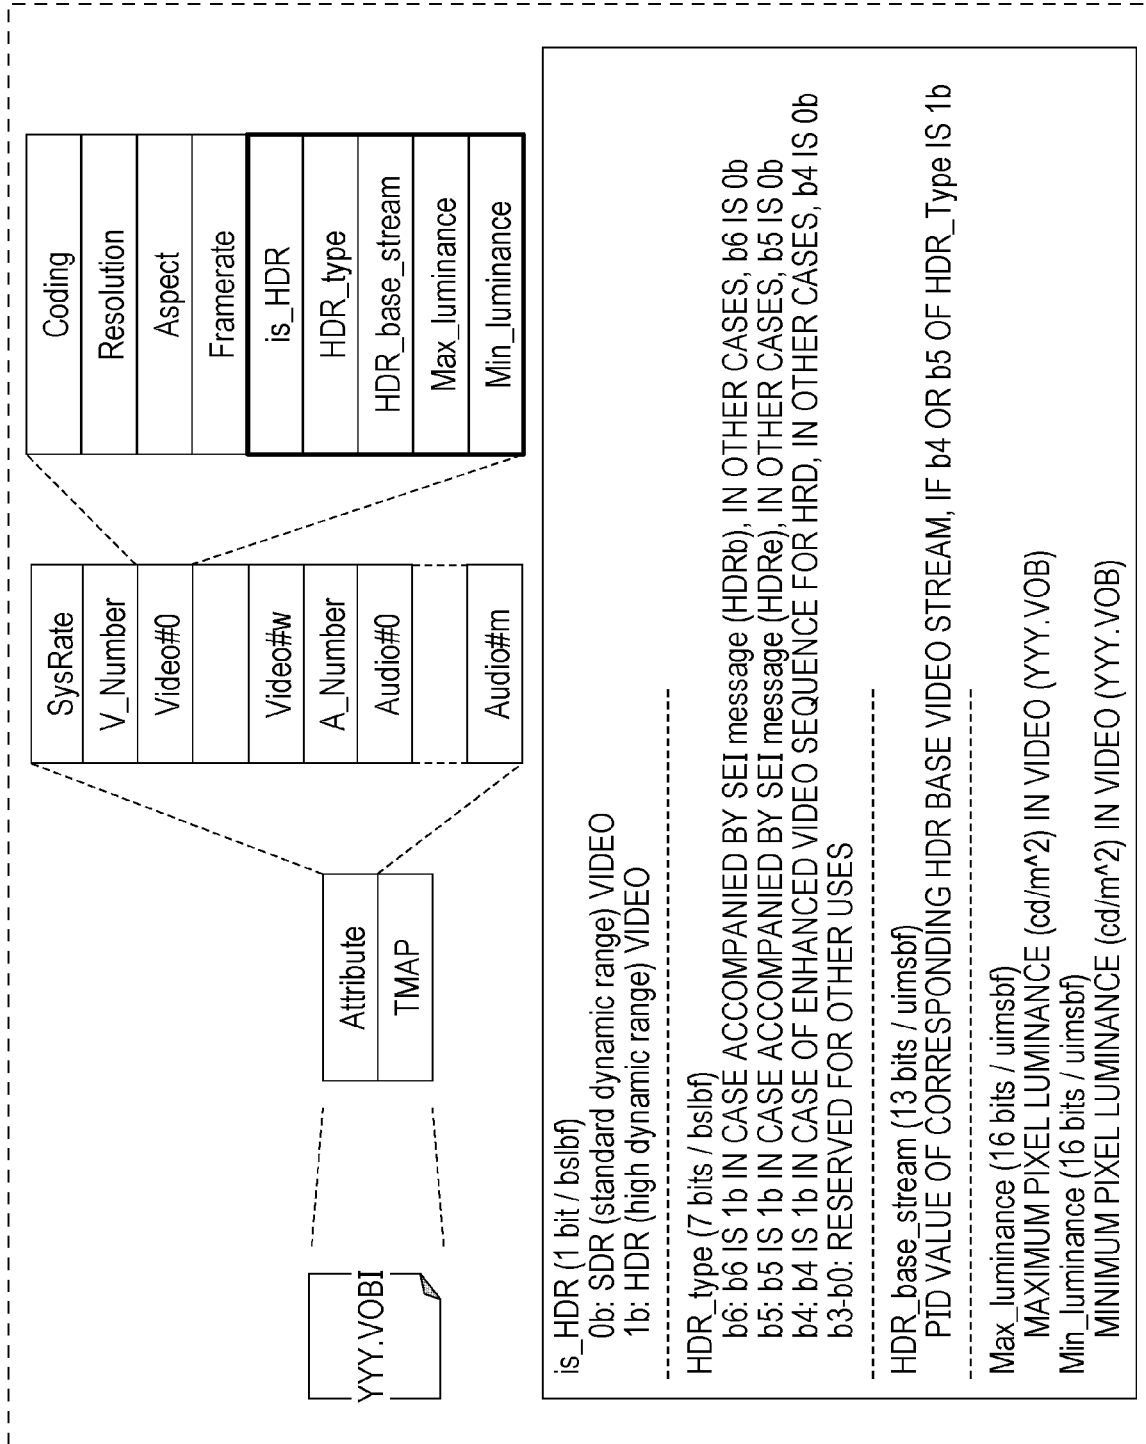 YYY.VOBI
Attribute
TMAP
SysRate
V_Number
Video#0
Video#w
A_Number
Audio#0
Audio#m
Coding
Resolution
Aspect
Framerate
is_HDR
HDR_type
HDR_base_stream
Max_luminance
Min_luminance
is_HDR (1 bit / bslbf)
0b: SDR (standard dynamic range) VIDEO
1b: HDR (high dynamic range) VIDEO
HDR_type (7 bits / bslbf)
b6: b6 IS 1b IN CASE ACCOMPANIED BY SEI message (HDRb), IN OTHER CASES, b6 IS 0b
b5: b5 IS 1b IN CASE ACCOMPANIED BY SEI message (HDRe), IN OTHER CASES, b5 IS 0b
b4: b4 IS 1b IN CASE OF ENHANCED VIDEO SEQUENCE FOR HRD, IN OTHER CASES, b4 IS 0b
b3-b0: RESERVED FOR OTHER USES
HDR_base_stream (13 bits / uimsbf)
PID VALUE OF CORRESPONDING HDR BASE VIDEO STREAM, IF b4 OR b5 OF HDR_Type IS 1b
Max_luminance (16 bits / uimsbf)
MAXIMUM PIXEL LUMINANCE (cd/m^2) IN VIDEO (YYY.VOB)
Min_luminance (16 bits / uimsbf)
MINIMUM PIXEL LUMINANCE (cd/m^2) IN VIDEO (YYY.VOB)